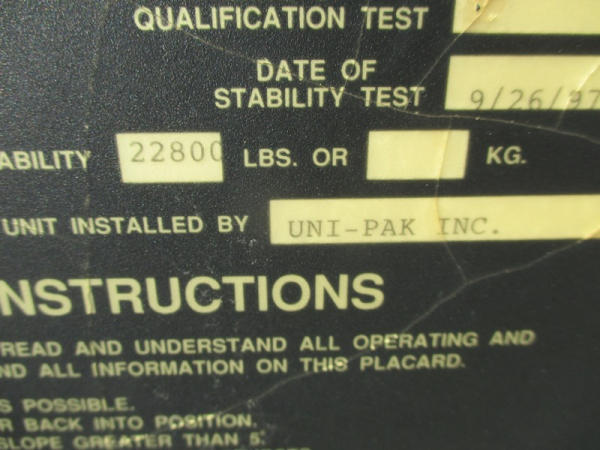 QUALIFICATION TEST
DATE OF
STABILITY TEST 9/26/97
ABILITY 22800 LBS. OR KG.
UNIT INSTALLED BY UNI-PAK INC.
NSTRUCTIONS
READ AND UNDERSTAND ALL OPERATING AND
ND ALL INFORMATION ON THIS PLACARD.
S POSSIBLE.
R BACK INTO POSITION.
SLOPE GREATER THAN 5